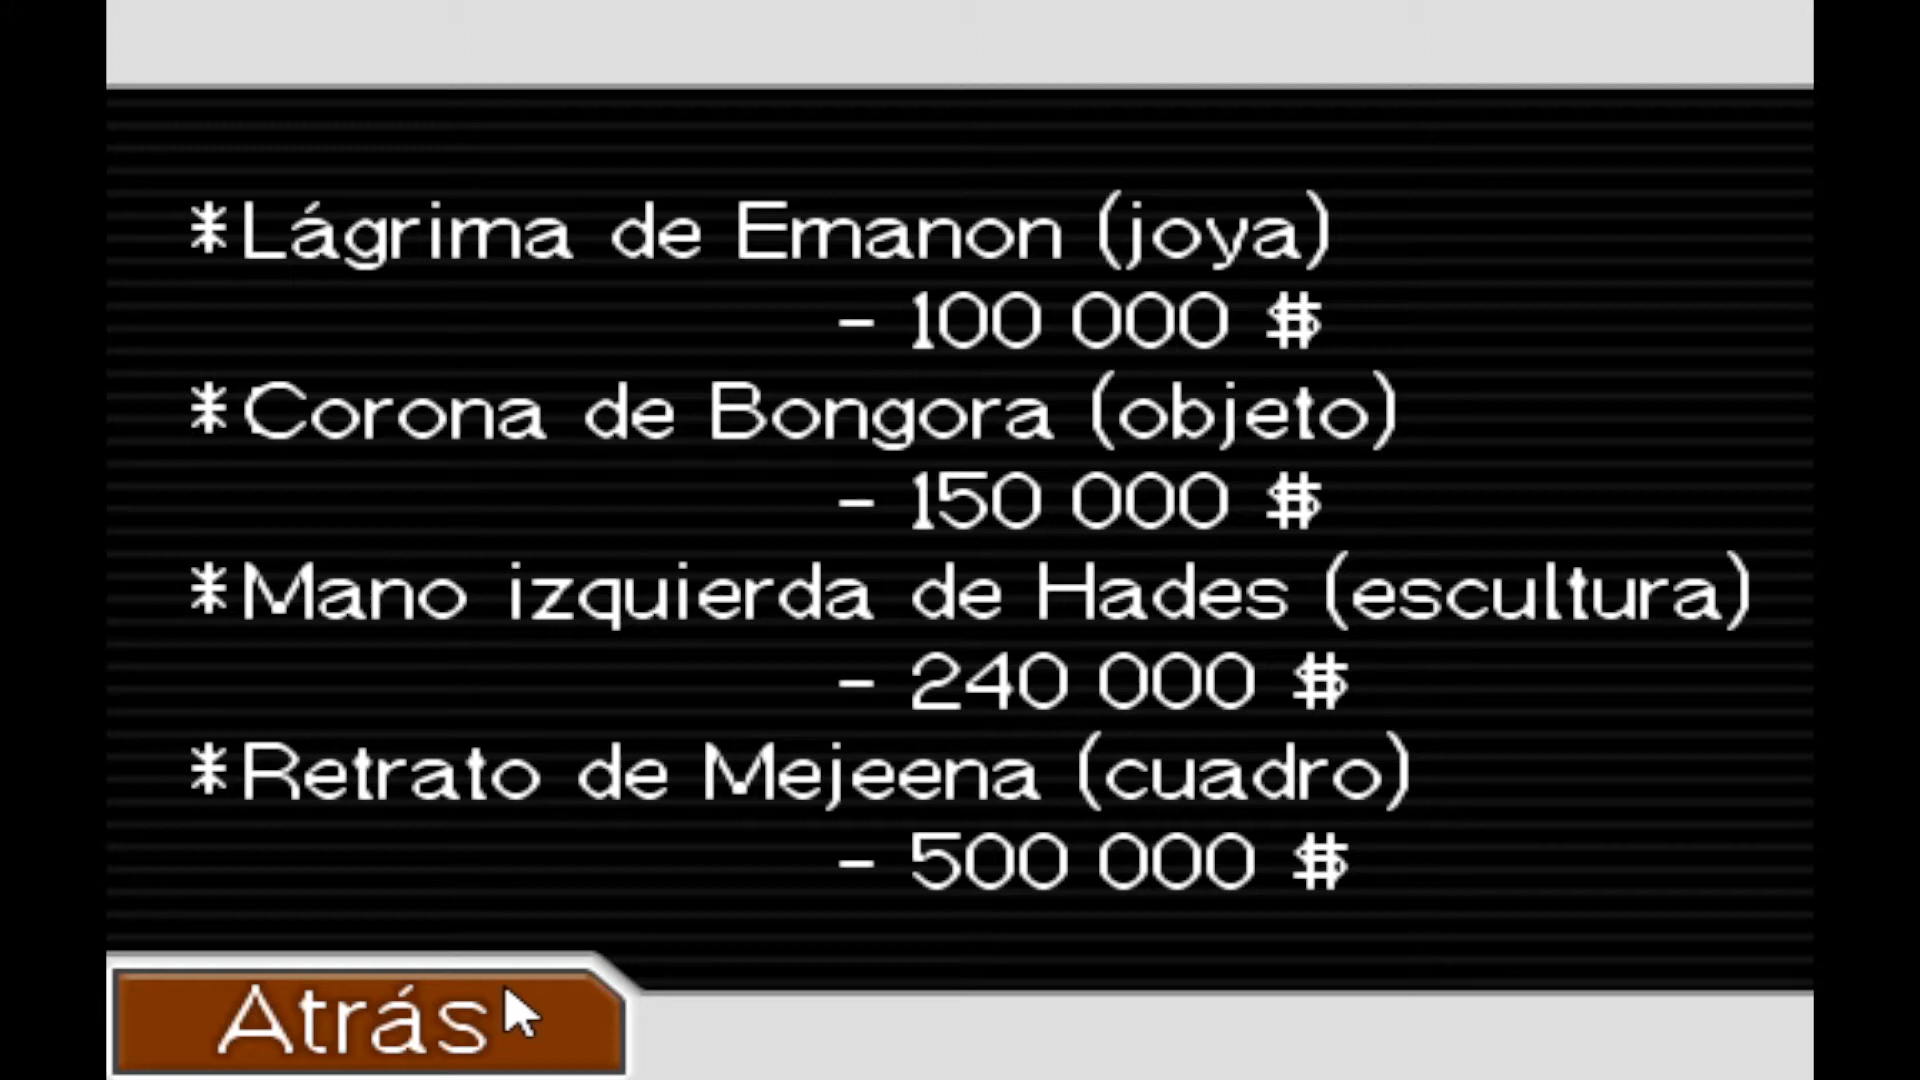 *Lágrima de Emanon (joya)
- 100 000 $
*Corona de Bongora (objeto)
- 150 000 $
*Mano izquierda de Hades (escultura)
- 240 000 $
*Retrato de Mejeena (cuadro)
- 500 000 $
Atrás